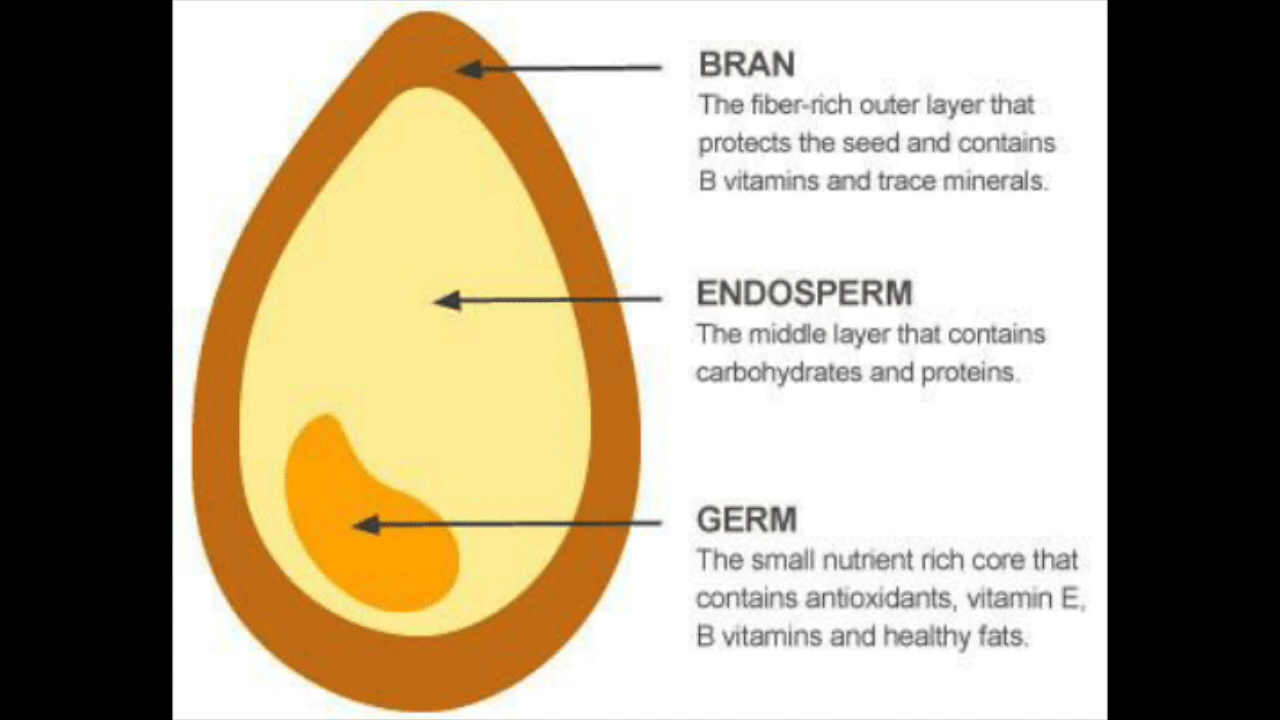 BRAN
The fiber-rich outer layer that
protects the seed and contains
B vitamins and trace minerals.
ENDOSPERM
The middle layer that contains
carbohydrates and proteins.
GERM
The small nutrient rich core that
contains antioxidants, vitamin E,
B vitamins and healthy fats.